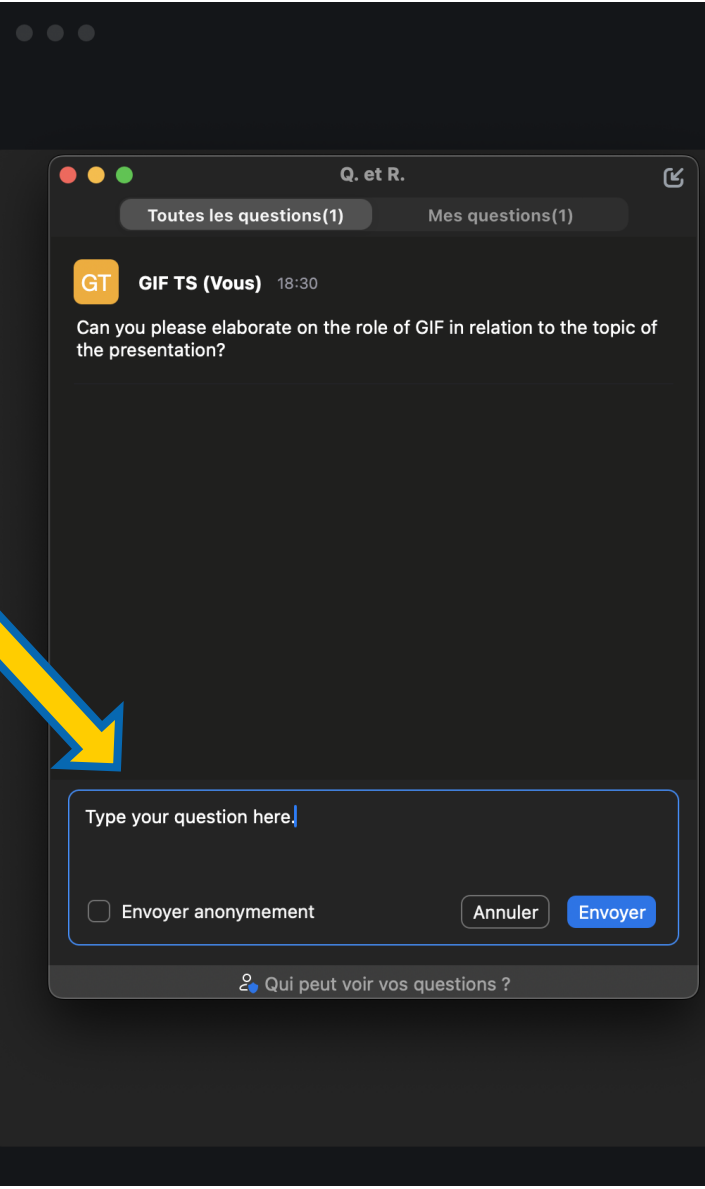 Q. et R.
Toutes les questions(1) Mes questions(1)
GT GIF TS (Vous) 18:30
Can you please elaborate on the role of GIF in relation to the topic of
the presentation?
Type your question here.
Envoyer anonymement Annuler Envoyer
Qui peut voir vos questions ?